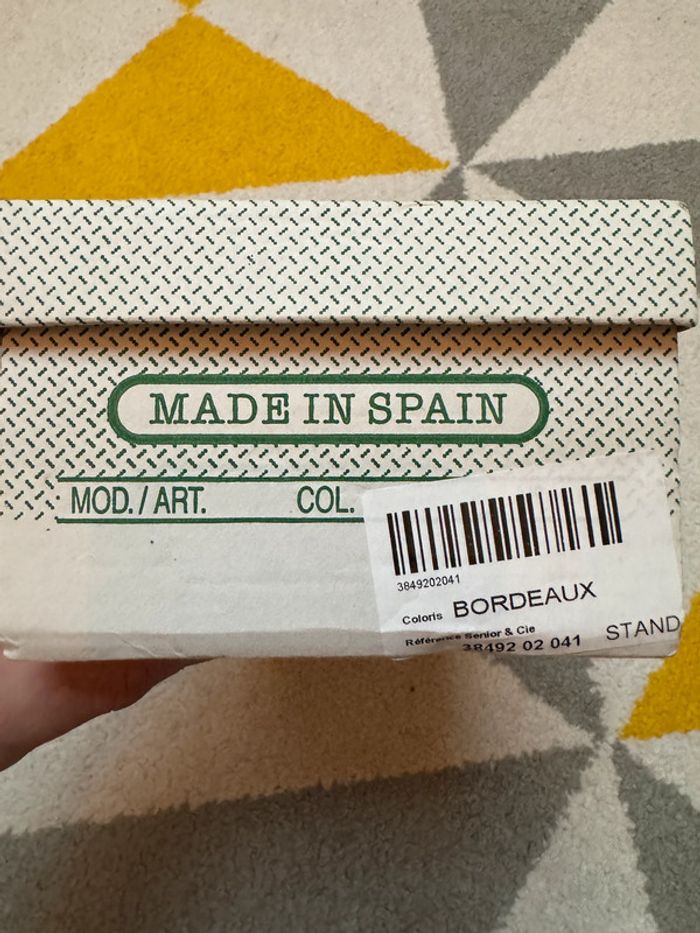 MADE IN SPAIN
MOD./ART. COL.
3849202041
Coloris BORDEAUX
Référence Senior & Cie
38492 02 041 STAND